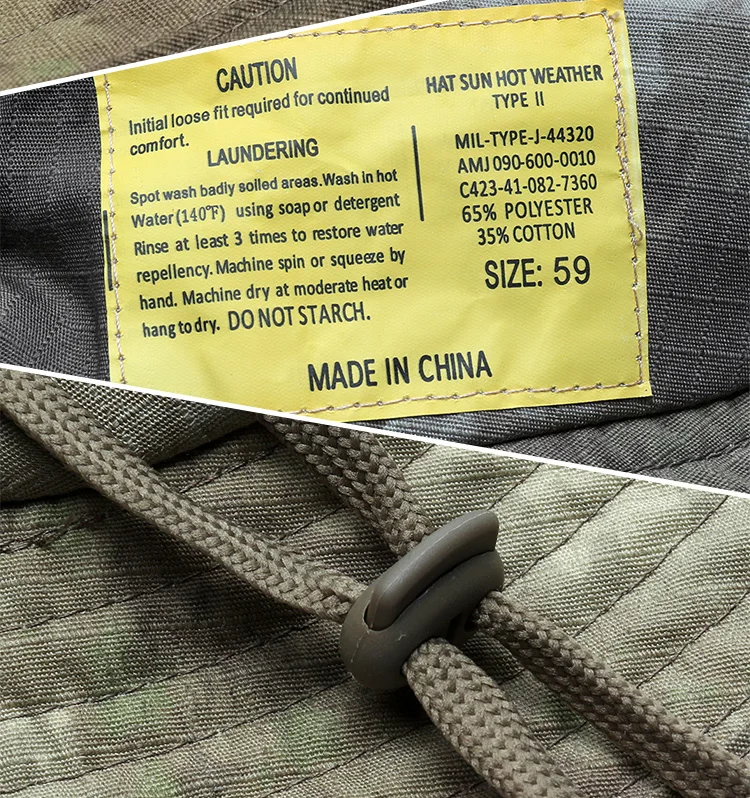 CAUTION
Initial loose fit required for continued
comfort.
LAUNDERING
Spot wash badly soiled areas.Wash in hot
Water(140℉) using soap or detergent
Rinse at least 3 times to restore water
repellency. Machine spin or squeeze by
hand. Machine dry at moderate heat or
hang to dry. DO NOT STARCH.
HAT SUN HOT WEATHER
TYPE II
MIL-TYPE-J-44320
AMJ 090-600-0010
C423-41-082-7360
65% POLYESTER
35% COTTON
SIZE: 59
MADE IN CHINA